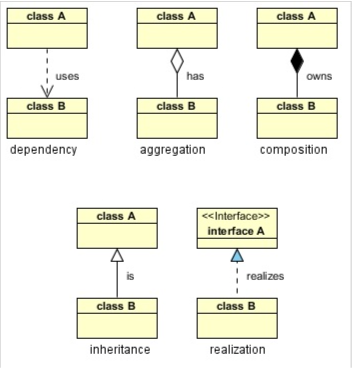 class A
class A
class A
uses
has
owns
class B
class B
class B
dependency
aggregation
composition
class A
<<Interface>>
interface A
is
realizes
class B
class B
inheritance
realization